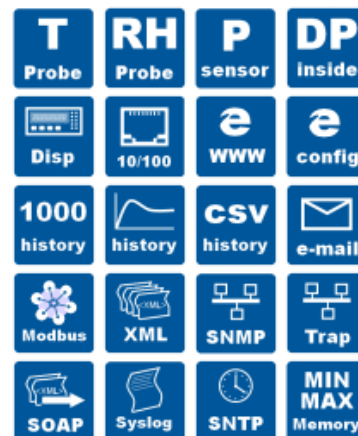 T RH P DP
Probe Probe sensor inside
Disp 10/100 WWW config
1000 CSV
history history history e-mail
<XML>
Modbus XML SNMP Trap
<XML> MIN
MAX
SOAP Syslog SNTP Memory